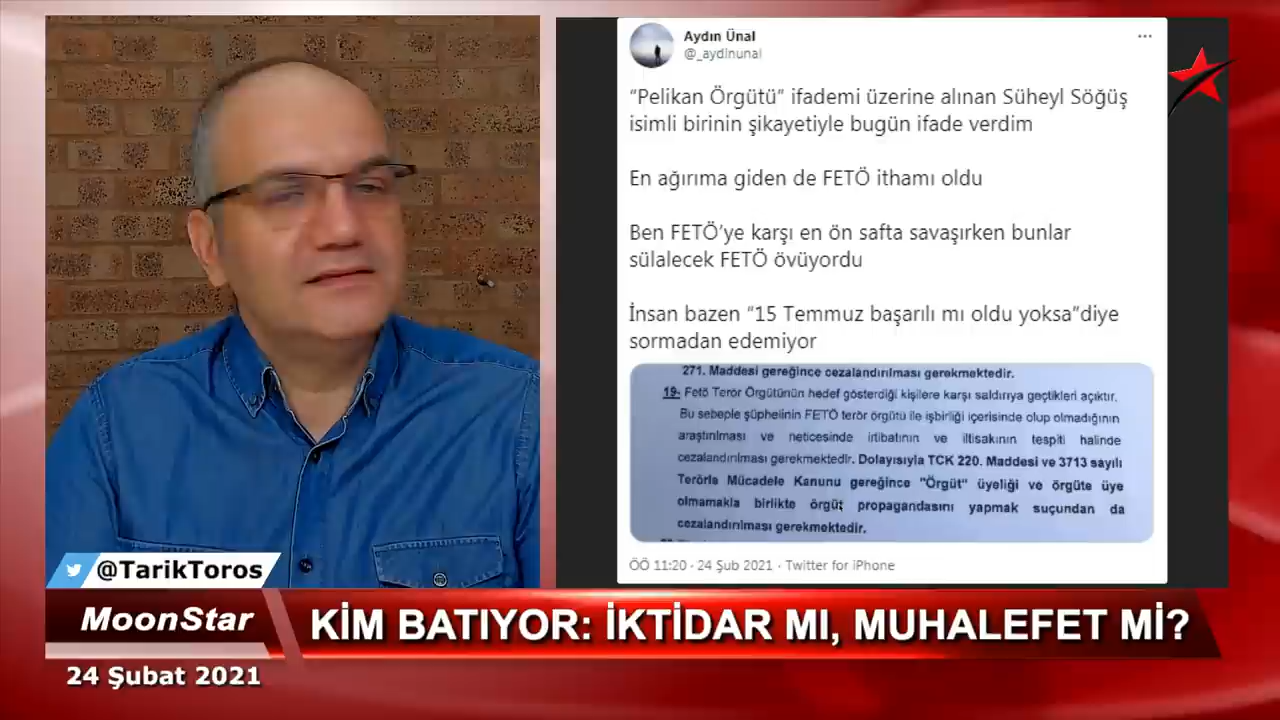 Aydın Ünal
@_aydinunal
“Pelikan Örgütü” ifademi üzerine alınan Süheyl Söğüş
isimli birinin şikayetiyle bugün ifade verdim
En ağırıma giden de FETÖ ithamı oldu
Ben FETÖ’ye karşı en ön safta savaşırken bunlar
sülalecek FETÖ övüyordu
İnsan bazen “15 Temmuz başarılı mı oldu yoksa”diye
sormadan edemiyor
271. Maddesi gereğince cezalandırılması gerekmektedir.
19- Fetö Terör Örgütünün hedef gösterdiği kişilere karşı saldırıya geçtikleri açıktır.
Bu sebeple şüphelinin FETÖ terör örgütü ile işbirliği içerisinde olup olmadığının
araştırılması ve neticesinde irtibatının ve iltisakının tespiti halinde
cezalandırılması gerekmektedir. Dolayısıyla TCK 220. Maddesi ve 3713 sayılı
Terörle Mücadele Kanunu gereğince "Örgüt" üyeliği ve örgüte üye
olmamakla birlikte örgüt propagandasını yapmak suçundan da
cezalandırılması gerekmektedir.
ÖÖ 11:20 · 24 Şub 2021 · Twitter for iPhone
@TarikToros
MoonStar
KİM BATIYOR: İKTİDAR MI, MUHALEFET Mİ?
24 Şubat 2021